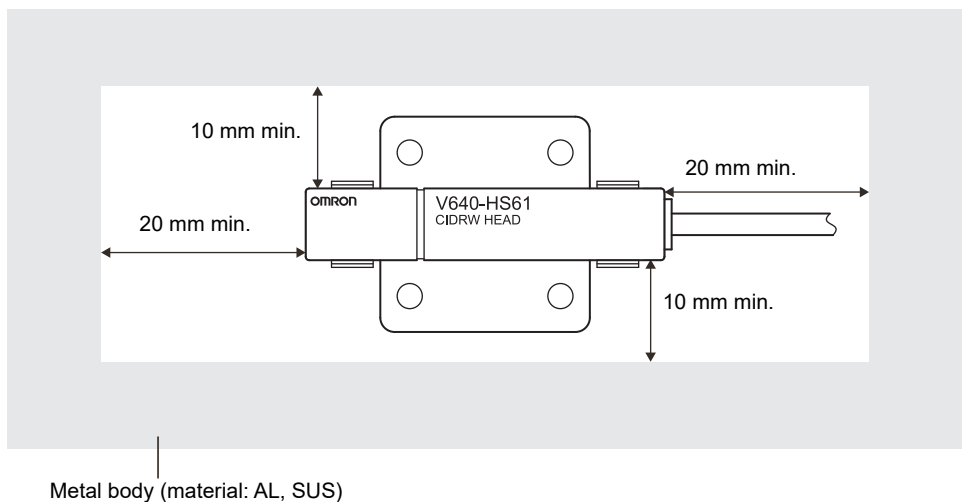 10 mm min.
20 mm min.
20 mm min.
OMRON
V640-HS61
CIDRW HEAD
10 mm min.
Metal body (material: AL, SUS)